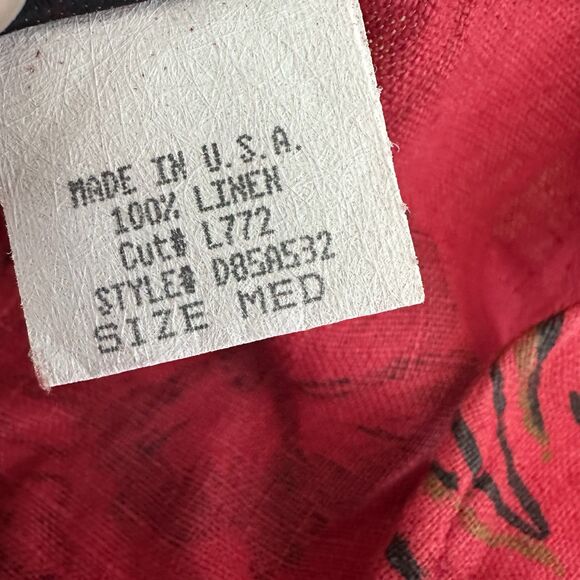 MADE IN U.S.A.
100% LINEN
Cut# L772
STYLE# D85A532
SIZE MED